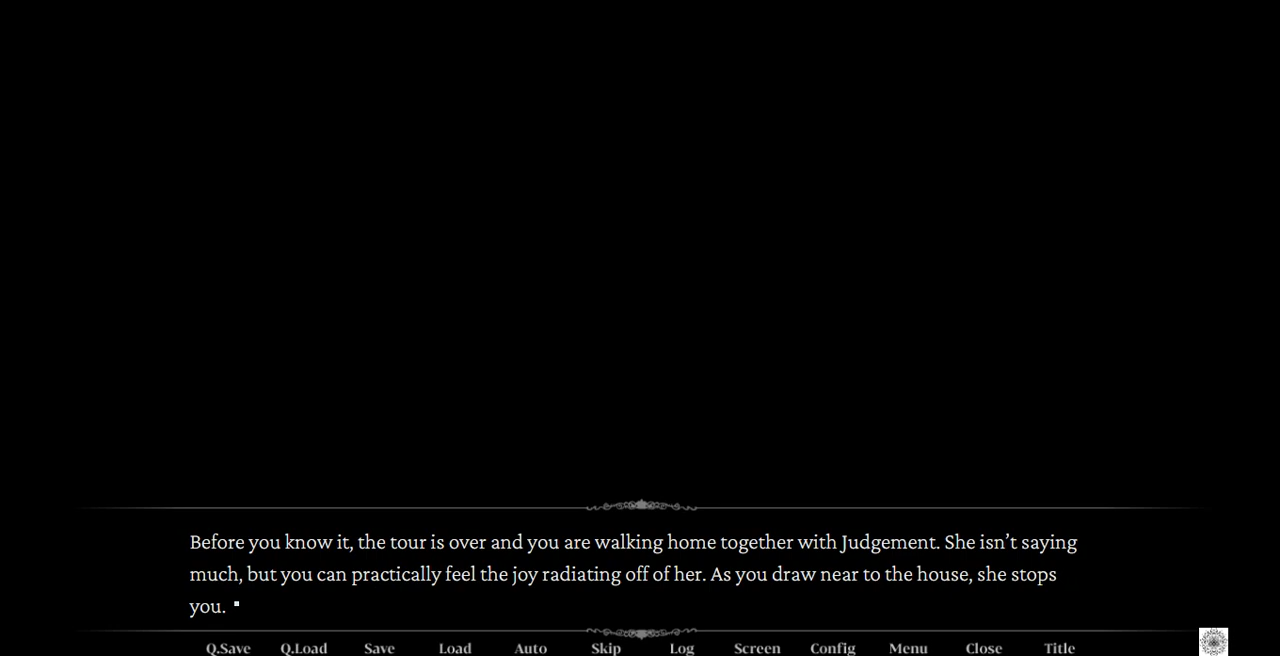 Before you know it, the tour is over and you are walking home together with Judgement. She isn’t saying
much, but you can practically feel the joy radiating off of her. As you draw near to the house, she stops
you.
Q.Save Q.Load Save Load Auto Skip Log Screen Config Menu Close Title